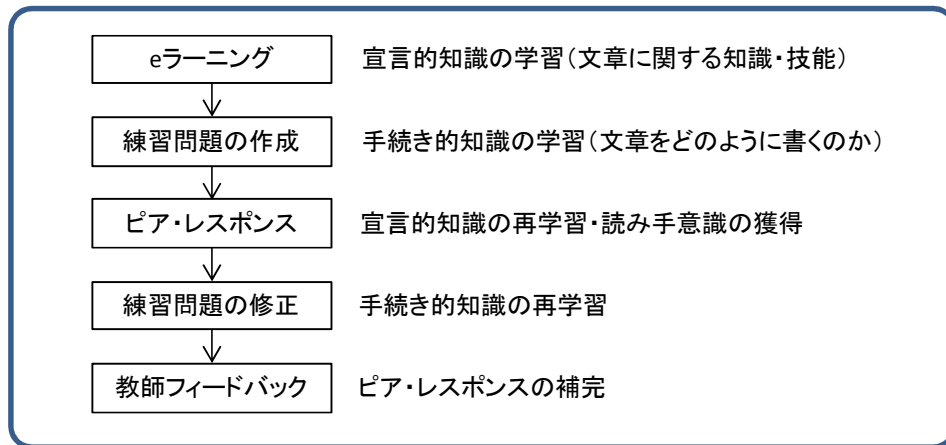 eラーニング 宣言的知識の学習(文章に関する知識・技能)
練習問題の作成 手続き的知識の学習(文章をどのように書くのか)
ピア・レスポンス 宣言的知識の再学習・読み手意識の獲得
練習問題の修正 手続き的知識の再学習
教師フィードバック ピア・レスポンスの補完